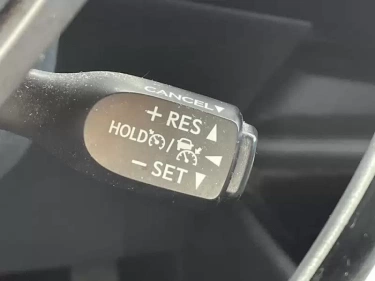 CANCEL▼
+ RES ▲
HOLD /
− SET ▼